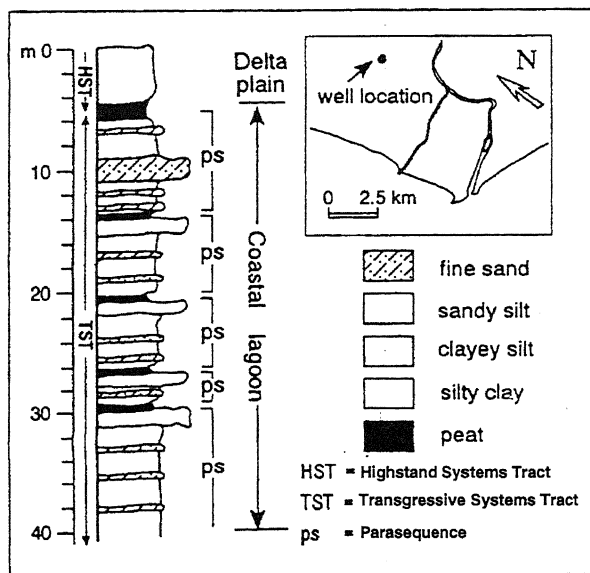 m 0
10
20
30
40
HST
TST
ps
ps
ps
ps
ps
Delta
plain
Coastal lagoon
well location
N
0 2.5 km
fine sand
sandy silt
clayey silt
silty clay
peat
HST = Highstand Systems Tract
TST = Transgressive Systems Tract
ps = Parasequence